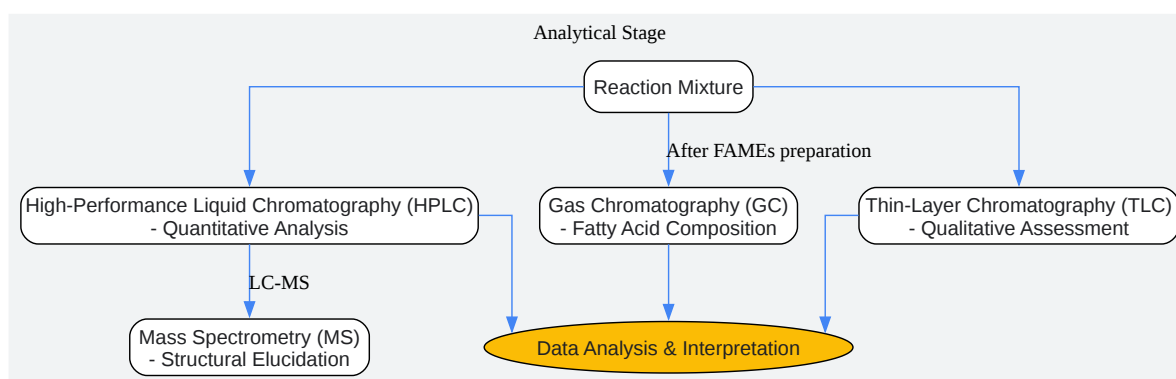 Analytical Stage
Reaction Mixture
After FAMEs preparation
High-Performance Liquid Chromatography (HPLC)
- Quantitative Analysis
Gas Chromatography (GC)
- Fatty Acid Composition
Thin-Layer Chromatography (TLC)
- Qualitative Assessment
LC-MS
Mass Spectrometry (MS)
- Structural Elucidation
Data Analysis & Interpretation